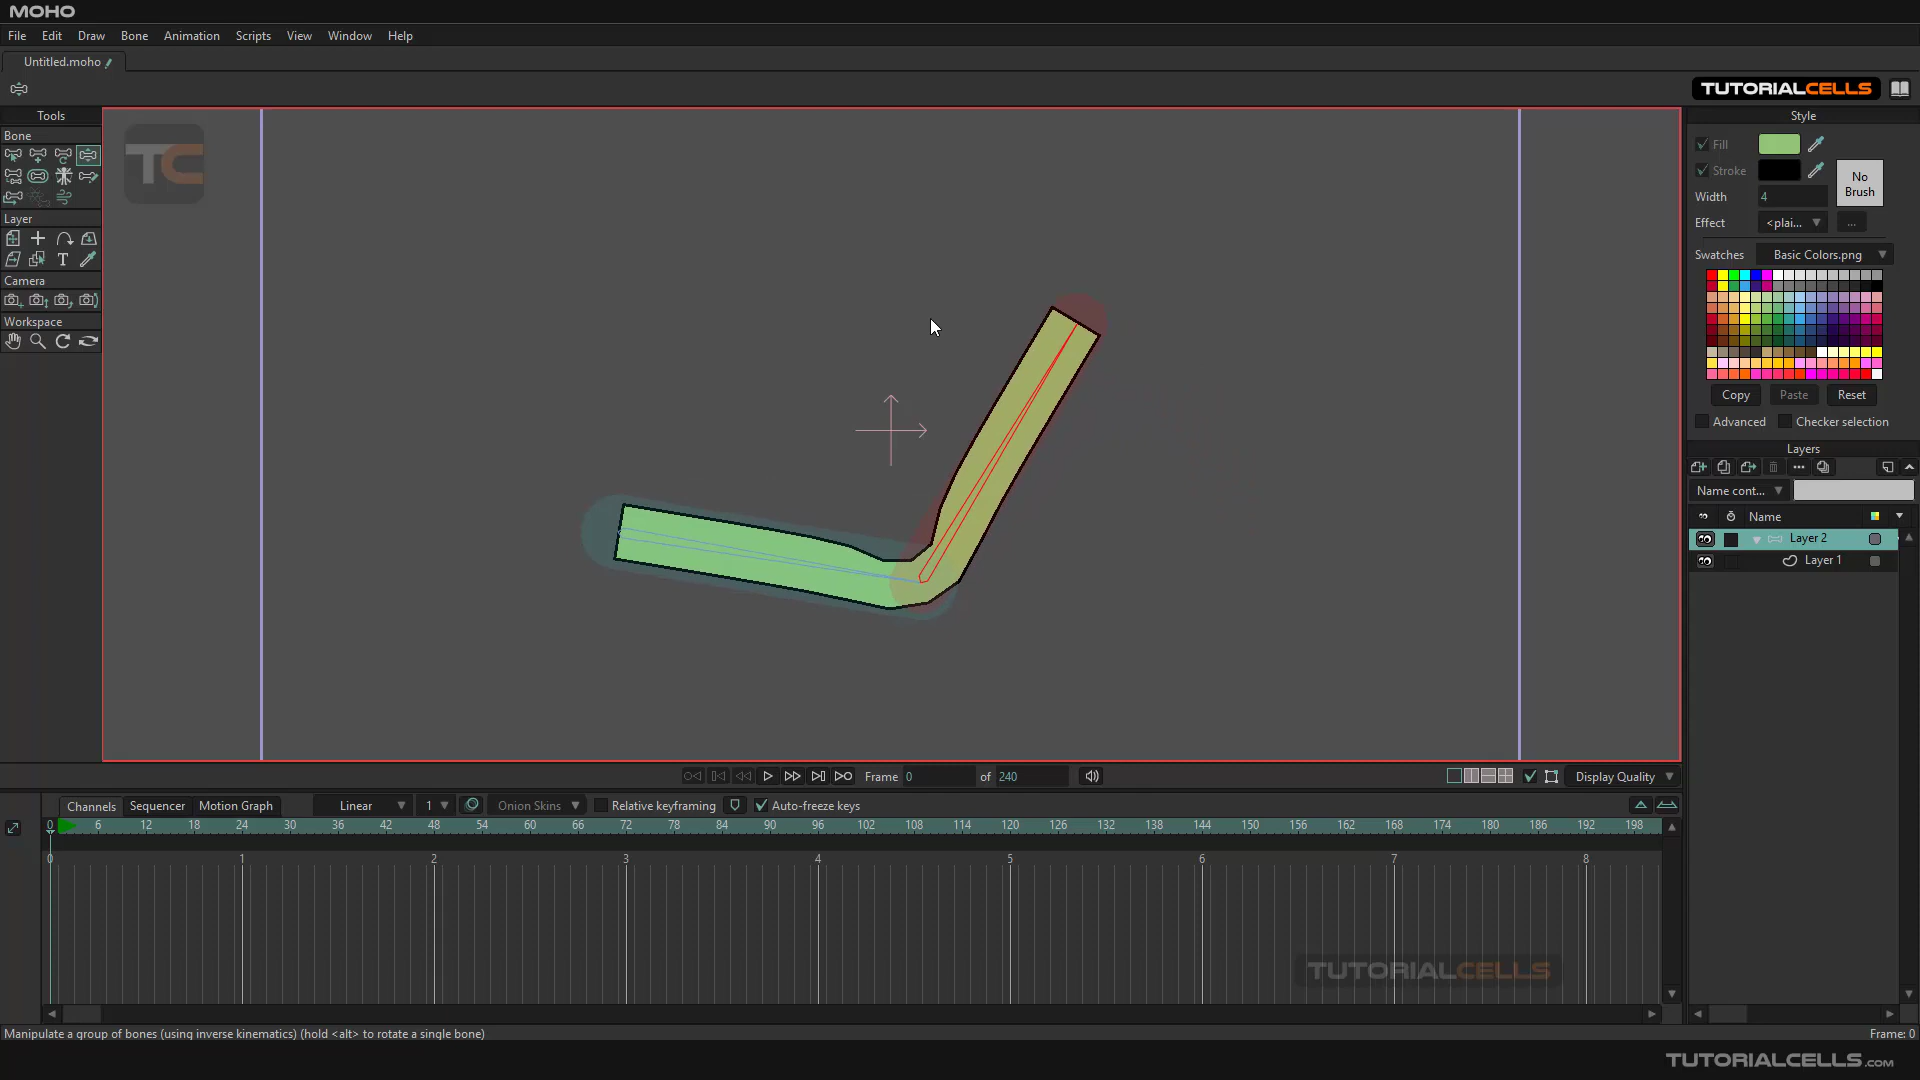 MOHO
File Edit Draw Bone Animation Scripts View Window Help
Untitled.moho
TUTORIALCELLS
Tools
Style
Bone
TC
Fill
Stroke
No
Brush
Width 4
Layer
Effect <plai... ...
Swatches Basic Colors.png
Camera
Workspace
Copy Paste Reset
Advanced Checker selection
Layers
Name cont...
Name
Layer 2
Layer 1
Frame 0 of 240
Display Quality
Channels Sequencer Motion Graph Linear 1 Onion Skins Relative keyframing Auto-freeze keys
0 6 12 18 24 30 36 42 48 54 60 66 72 78 84 90 96 102 108 114 120 126 132 138 144 150 156 162 168 174 180 186 192 198
0 1 2 3 4 5 6 7 8
TUTORIALCELLS
Manipulate a group of bones (using inverse kinematics) (hold <alt> to rotate a single bone)
Frame: 0
TUTORIALCELLS.COM